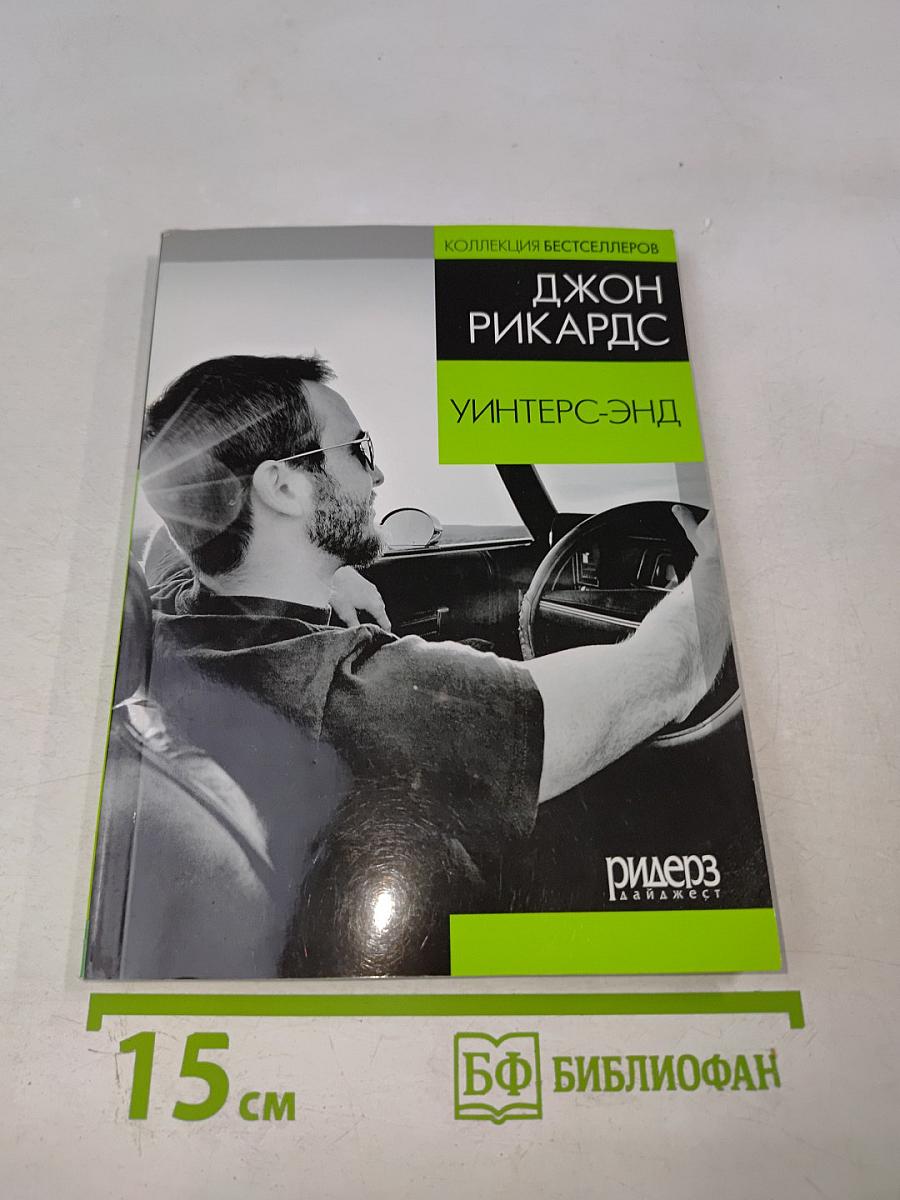 КОЛЛЕКЦИЯ БЕСТСЕЛЛЕРОВ
ДЖОН
РИКАРДС
УИНТЕРС-ЭНД
ридерз
дайджест
15 см
БФ БИБЛИОФАН